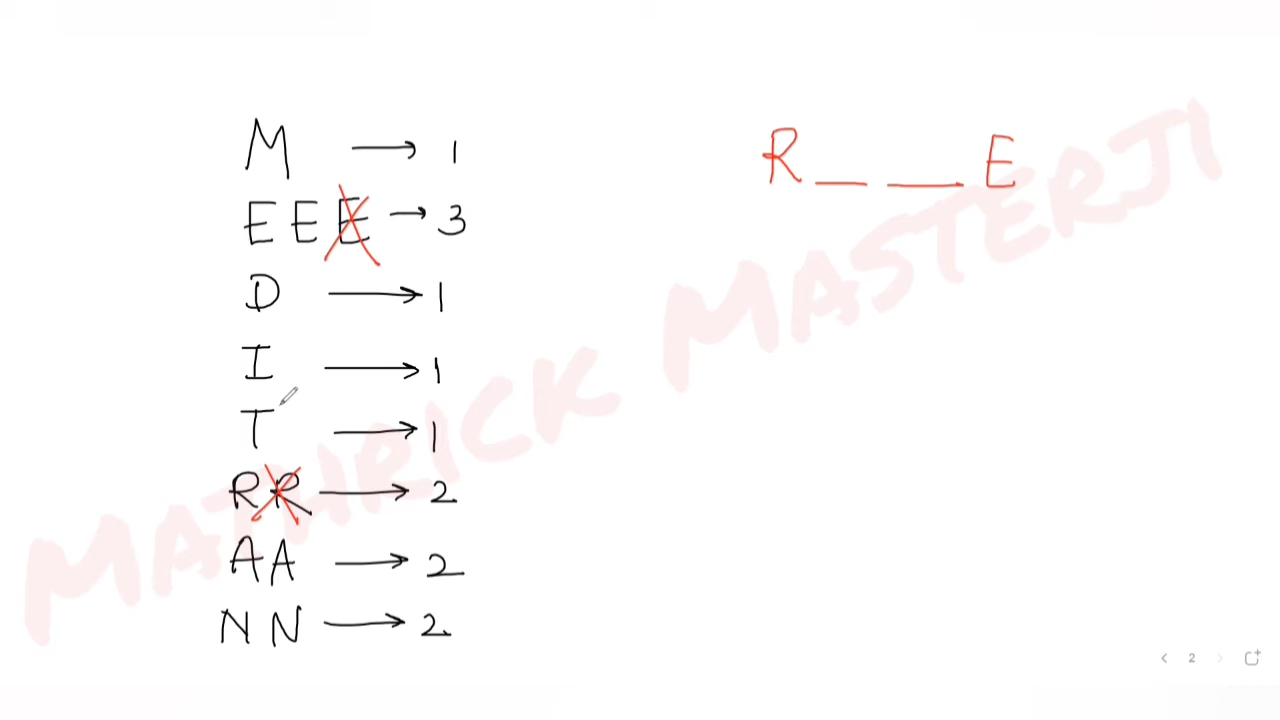 M → 1
E E E → 3
D → 1
I → 1
T → 1
R R → 2
A A → 2
N N → 2
R _ _ E
MATHRICK MASTERJI
< 2 >